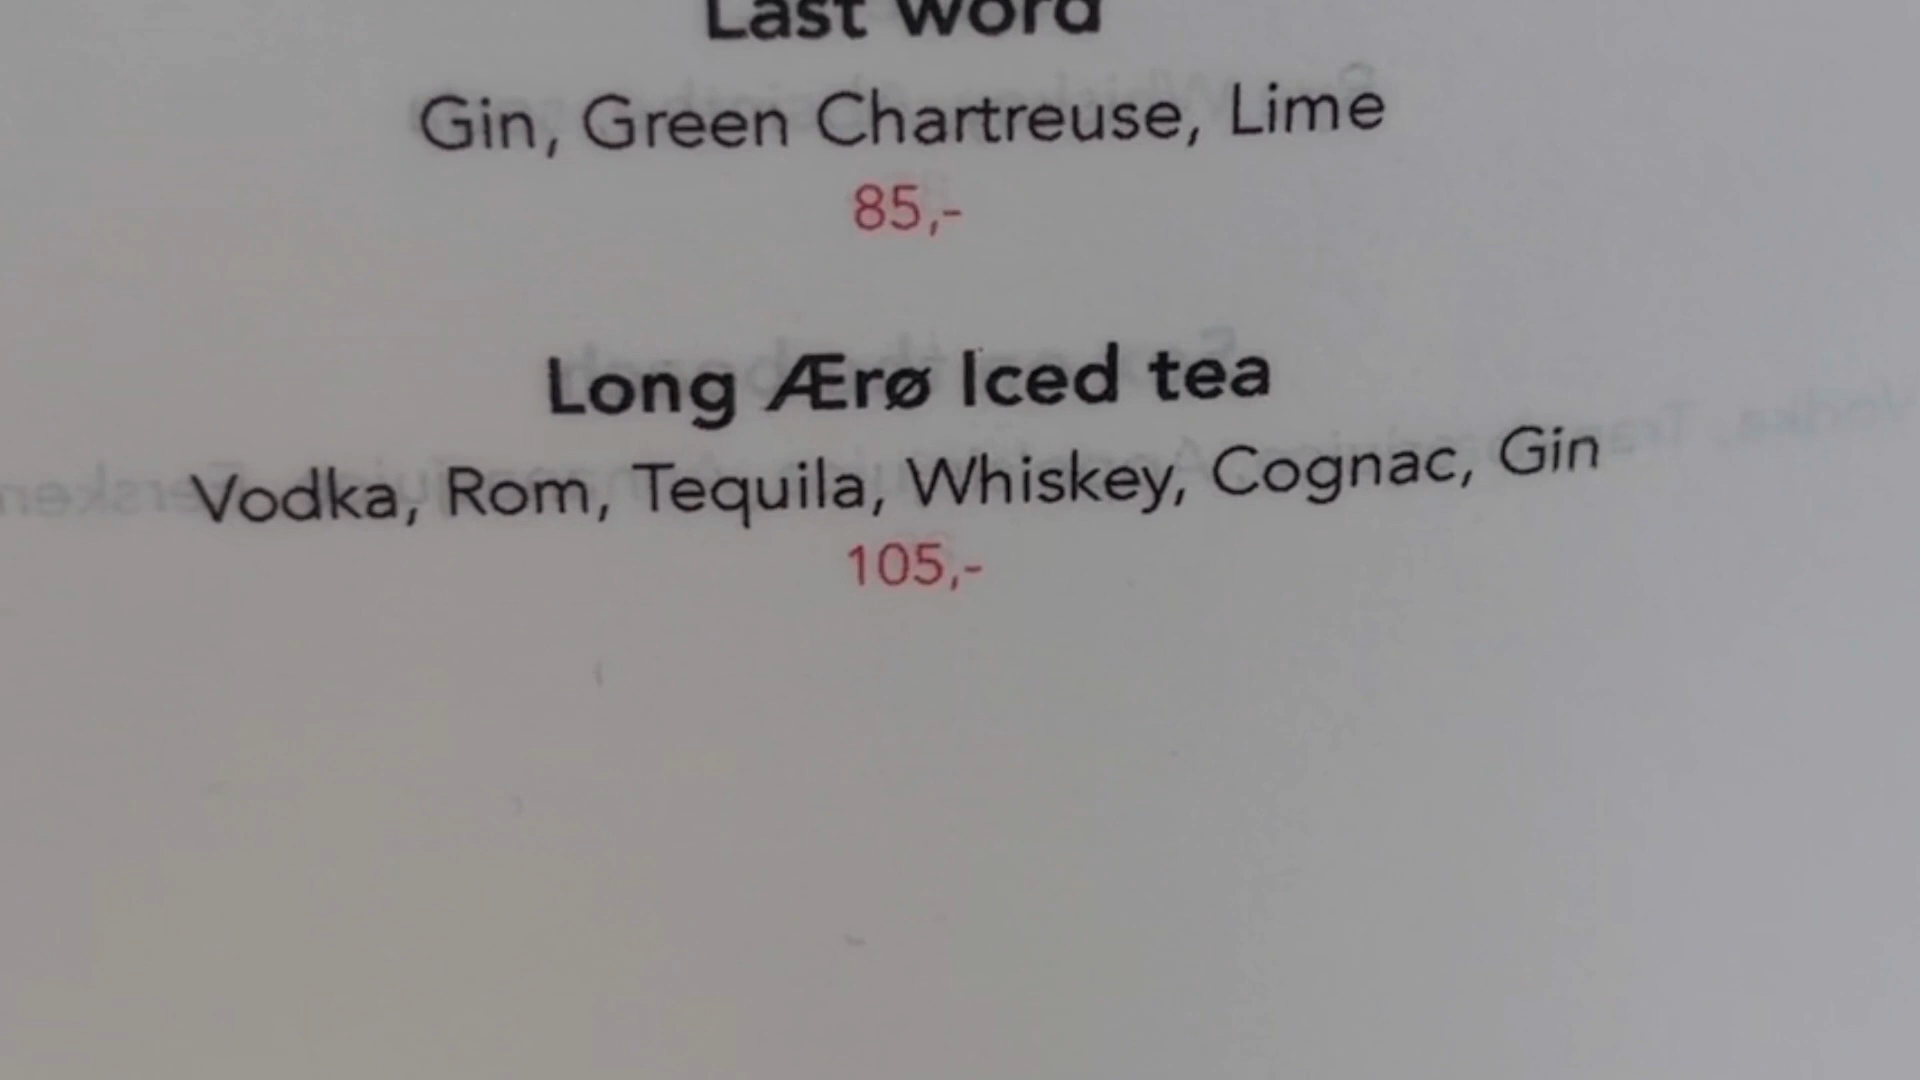 Last Word
Gin, Green Chartreuse, Lime
85,-
Long Ærø Iced tea
Vodka, Rom, Tequila, Whiskey, Cognac, Gin
105,-